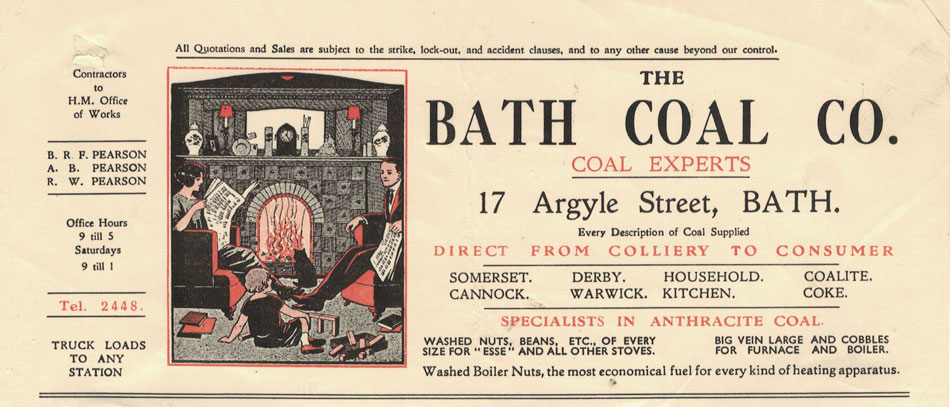 All Quotations and Sales are subject to the strike, lock-out, and accident clauses, and to any other cause beyond our control.
Contractors
to
H.M. Office
of Works
B. R. F. PEARSON
A. B. PEARSON
R. W. PEARSON
Office Hours
9 till 5
Saturdays
9 till 1
Tel. 2448.
TRUCK LOADS
TO ANY
STATION
THE
BATH COAL CO.
COAL EXPERTS
17 Argyle Street, BATH.
Every Description of Coal Supplied
DIRECT FROM COLLIERY TO CONSUMER
SOMERSET. DERBY. HOUSEHOLD. COALITE.
CANNOCK. WARWICK. KITCHEN. COKE.
SPECIALISTS IN ANTHRACITE COAL.
WASHED NUTS, BEANS, ETC., OF EVERY
SIZE FOR "ESSE" AND ALL OTHER STOVES.
BIG VEIN LARGE AND COBBLES
FOR FURNACE AND BOILER.
Washed Boiler Nuts, the most economical fuel for every kind of heating apparatus.